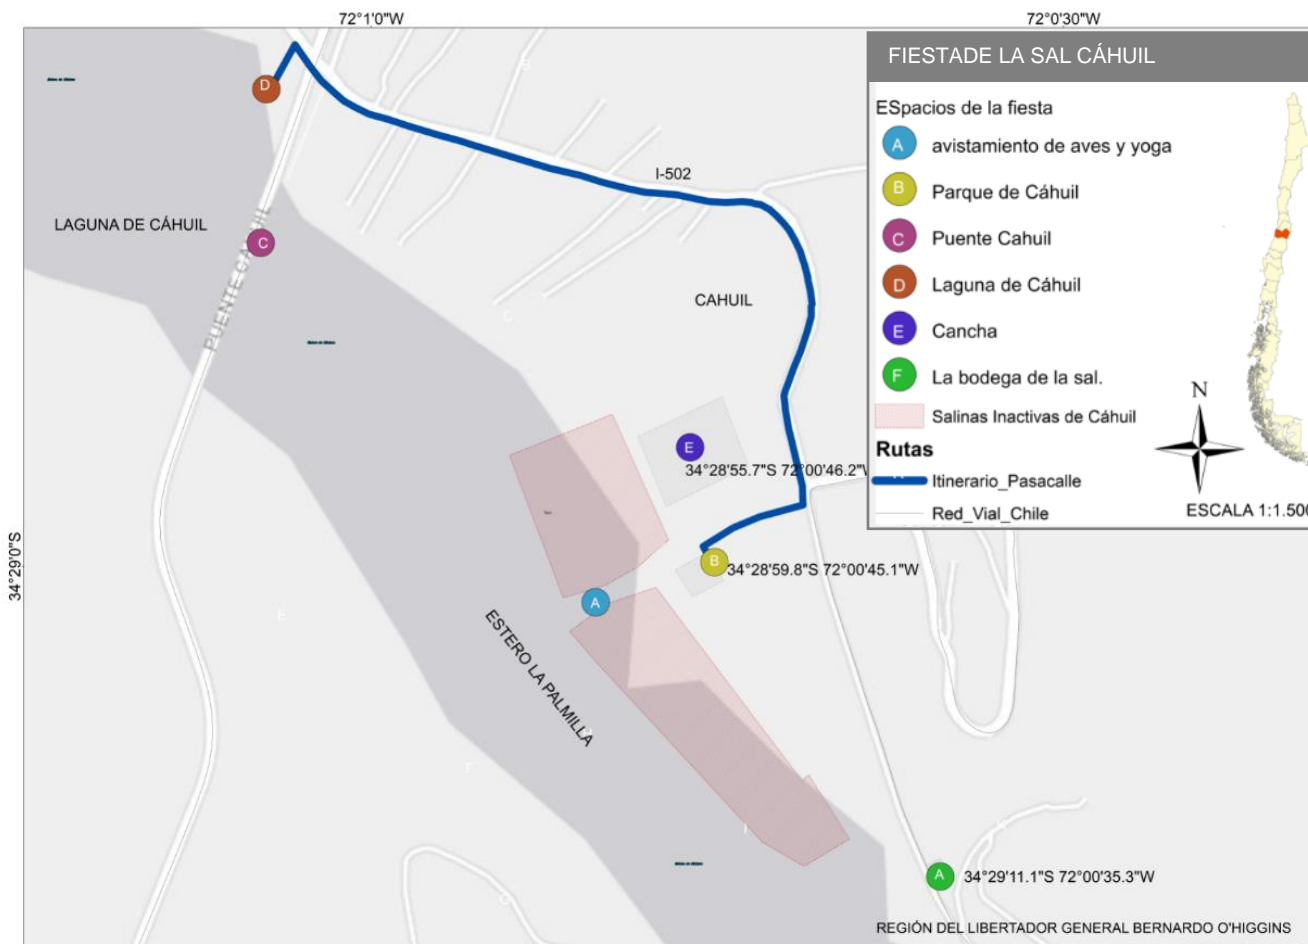 72°1'0"W
72°0'30"W
34°29'0"S
FIESTADE LA SAL CÁHUIL
ESpacios de la fiesta
A avistamiento de aves y yoga
B Parque de Cáhuil
C Puente Cahuil
D Laguna de Cáhuil
E Cancha
F La bodega de la sal.
Salinas Inactivas de Cáhuil
Rutas
Itinerario_Pasacalle
Red_Vial_Chile
N
ESCALA 1:1.500
D
I-502
LAGUNA DE CÁHUIL
C
PUENTE
CAHUIL
E
34°28'55.7"S 72°00'46.2"
B
34°28'59.8"S 72°00'45.1"W
A
ESTERO LA PALMILLA
A
34°29'11.1"S 72°00'35.3"W
REGIÓN DEL LIBERTADOR GENERAL BERNARDO O'HIGGINS